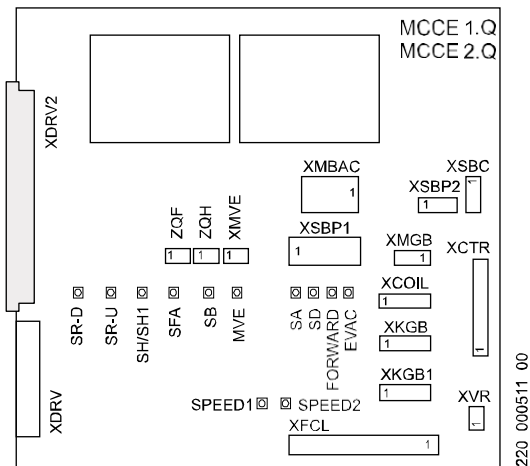 MCCE 1.Q
MCCE 2.Q
XDRV2
XMBAC
1
XSBC
1
XSBP2
1
ZQF
1
ZQH
1
XMVE
1
XSBP1
1
XMGB
1
XCTR
1
XCOIL
1
SR-D
SR-U
SH/SH1
SFA
SB
MVE
SA
SD
FORWARD
EVAC
XKGB
1
XKGB1
1
XDRV
SPEED1
SPEED2
XVR
1
XFCL
1
220 000511 00